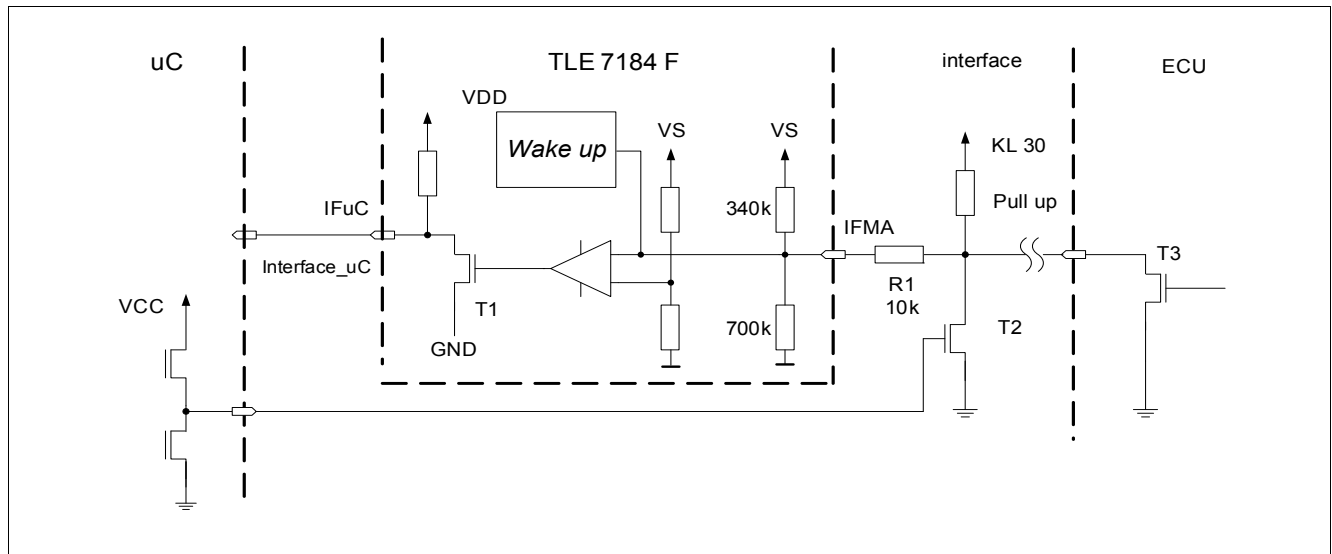 uC
TLE 7184 F
interface
ECU
VDD
Wake up
VS
VS
KL 30
340k
Pull up
IFuC
IFMA
T3
Interface_uC
R1
10k
VCC
T1
700k
T2
GND